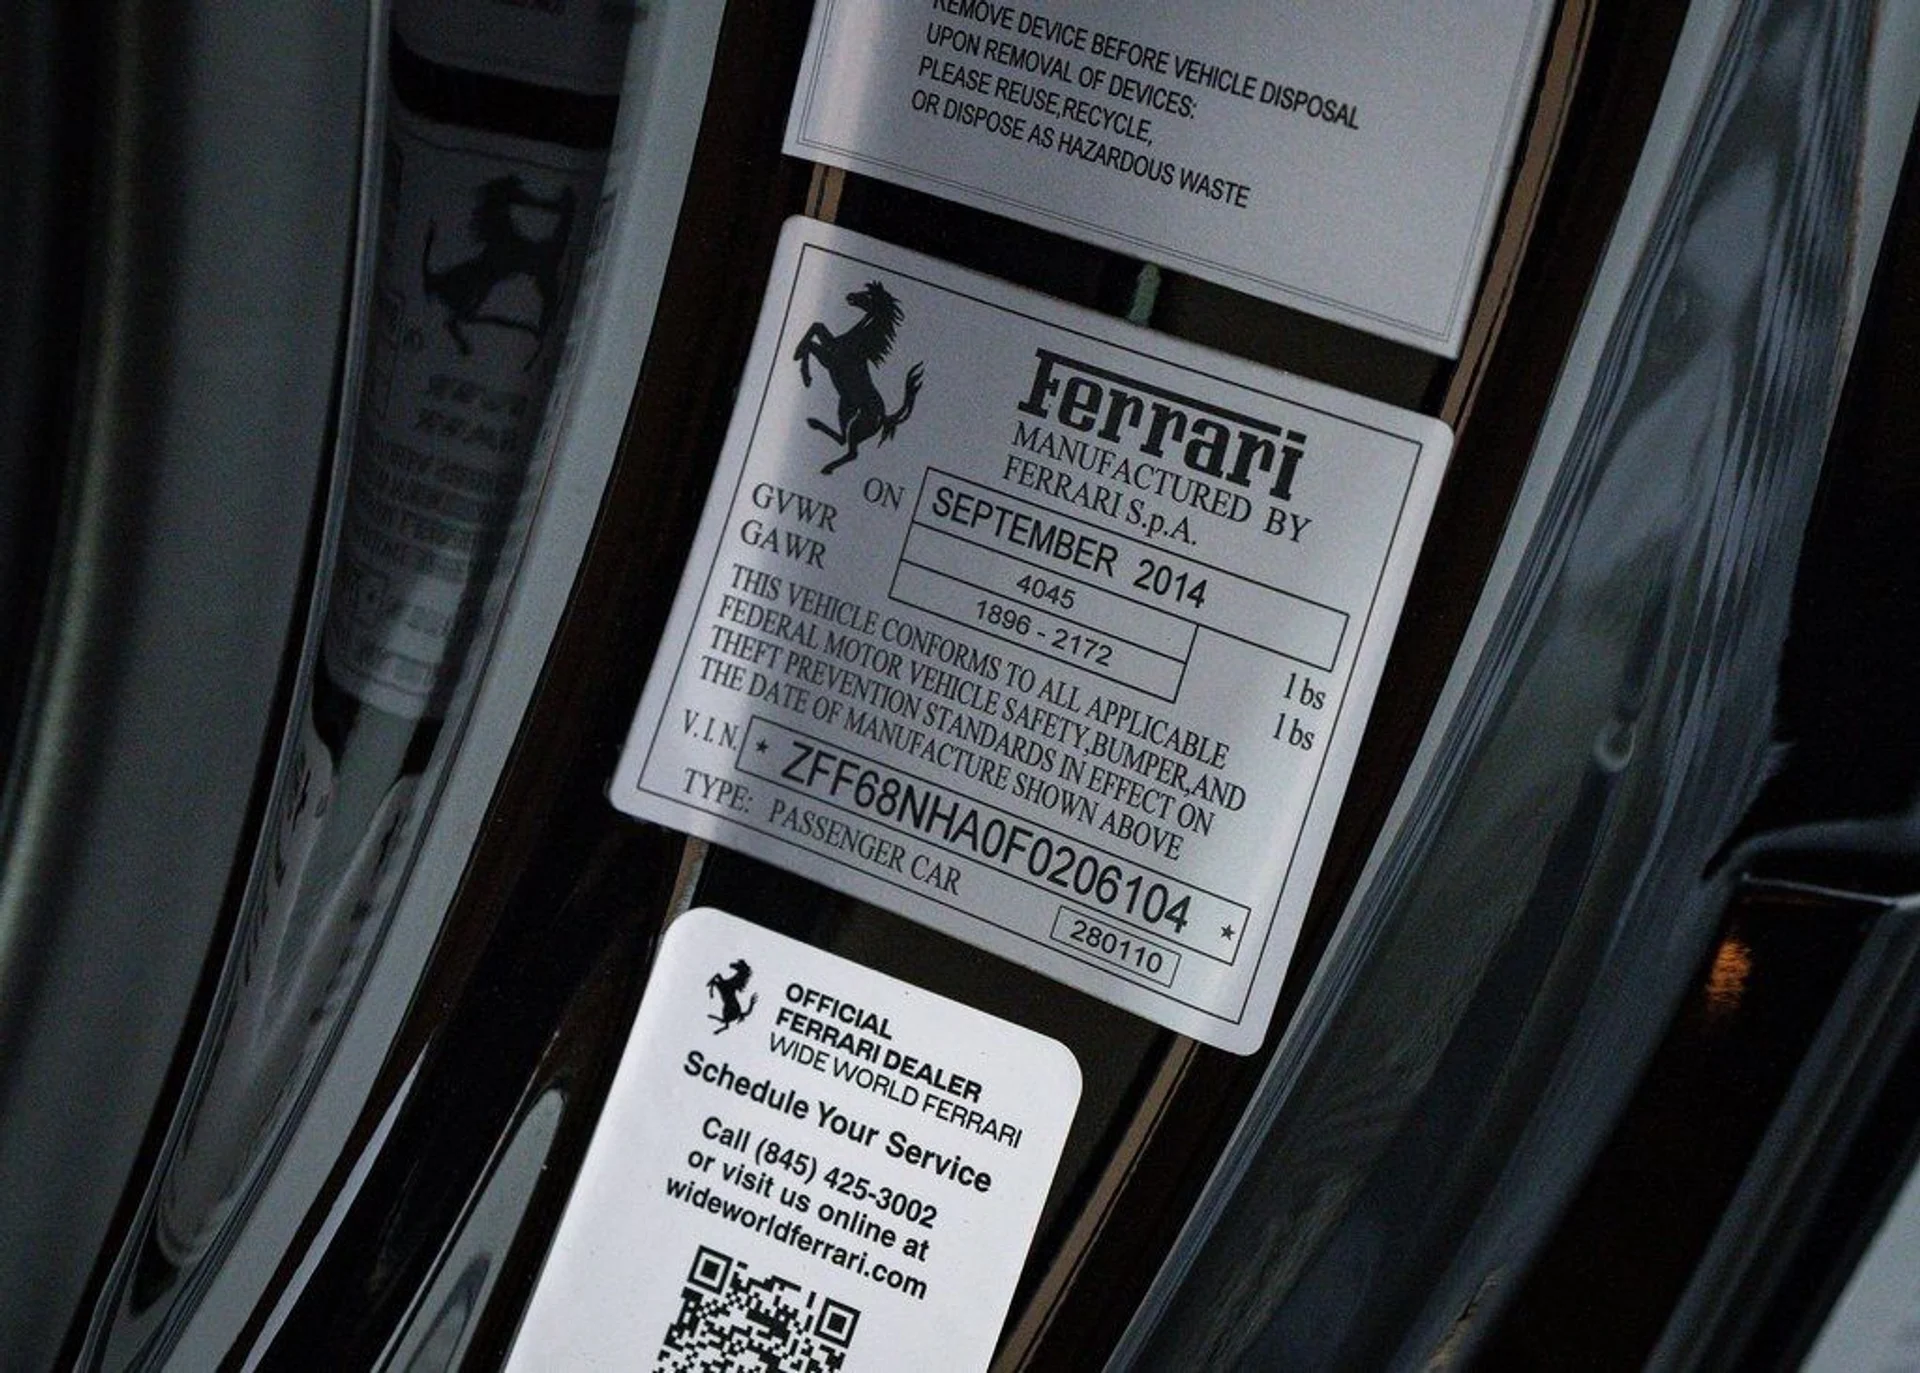 REMOVE DEVICE BEFORE VEHICLE DISPOSAL
UPON REMOVAL OF DEVICES:
PLEASE REUSE,RECYCLE,
OR DISPOSE AS HAZARDOUS WASTE
Ferrari
MANUFACTURED BY
FERRARI S.p.A.
ON SEPTEMBER 2014
GVWR 4045 lbs
GAWR 1896 - 2172 lbs
THIS VEHICLE CONFORMS TO ALL APPLICABLE
FEDERAL MOTOR VEHICLE SAFETY,BUMPER,AND
THEFT PREVENTION STANDARDS IN EFFECT ON
THE DATE OF MANUFACTURE SHOWN ABOVE
V.I.N. * ZFF68NHA0F0206104 *
TYPE: PASSENGER CAR 280110
OFFICIAL
FERRARI DEALER
WIDE WORLD FERRARI
Schedule Your Service
Call (845) 425-3002
or visit us online at
wideworldferrari.com